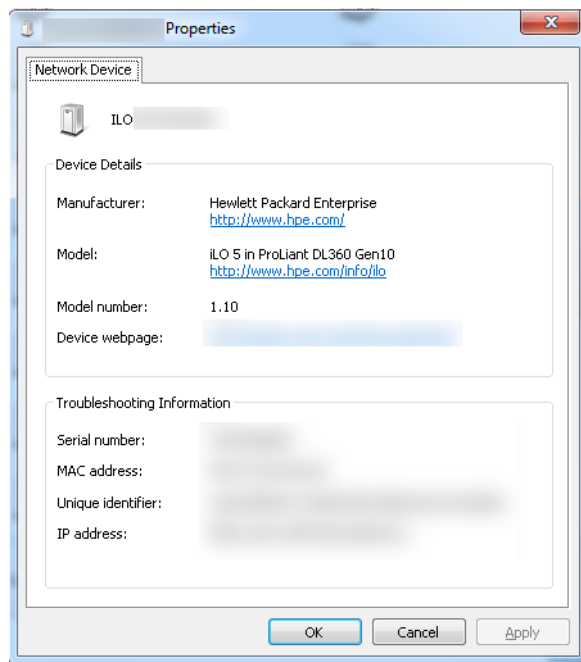 Properties
Network Device
ILO
Device Details
Manufacturer: Hewlett Packard Enterprise
http://www.hpe.com/
Model: iLO 5 in ProLiant DL360 Gen10
http://www.hpe.com/info/ilo
Model number: 1.10
Device webpage:
Troubleshooting Information
Serial number:
MAC address:
Unique identifier:
IP address:
OK Cancel Apply